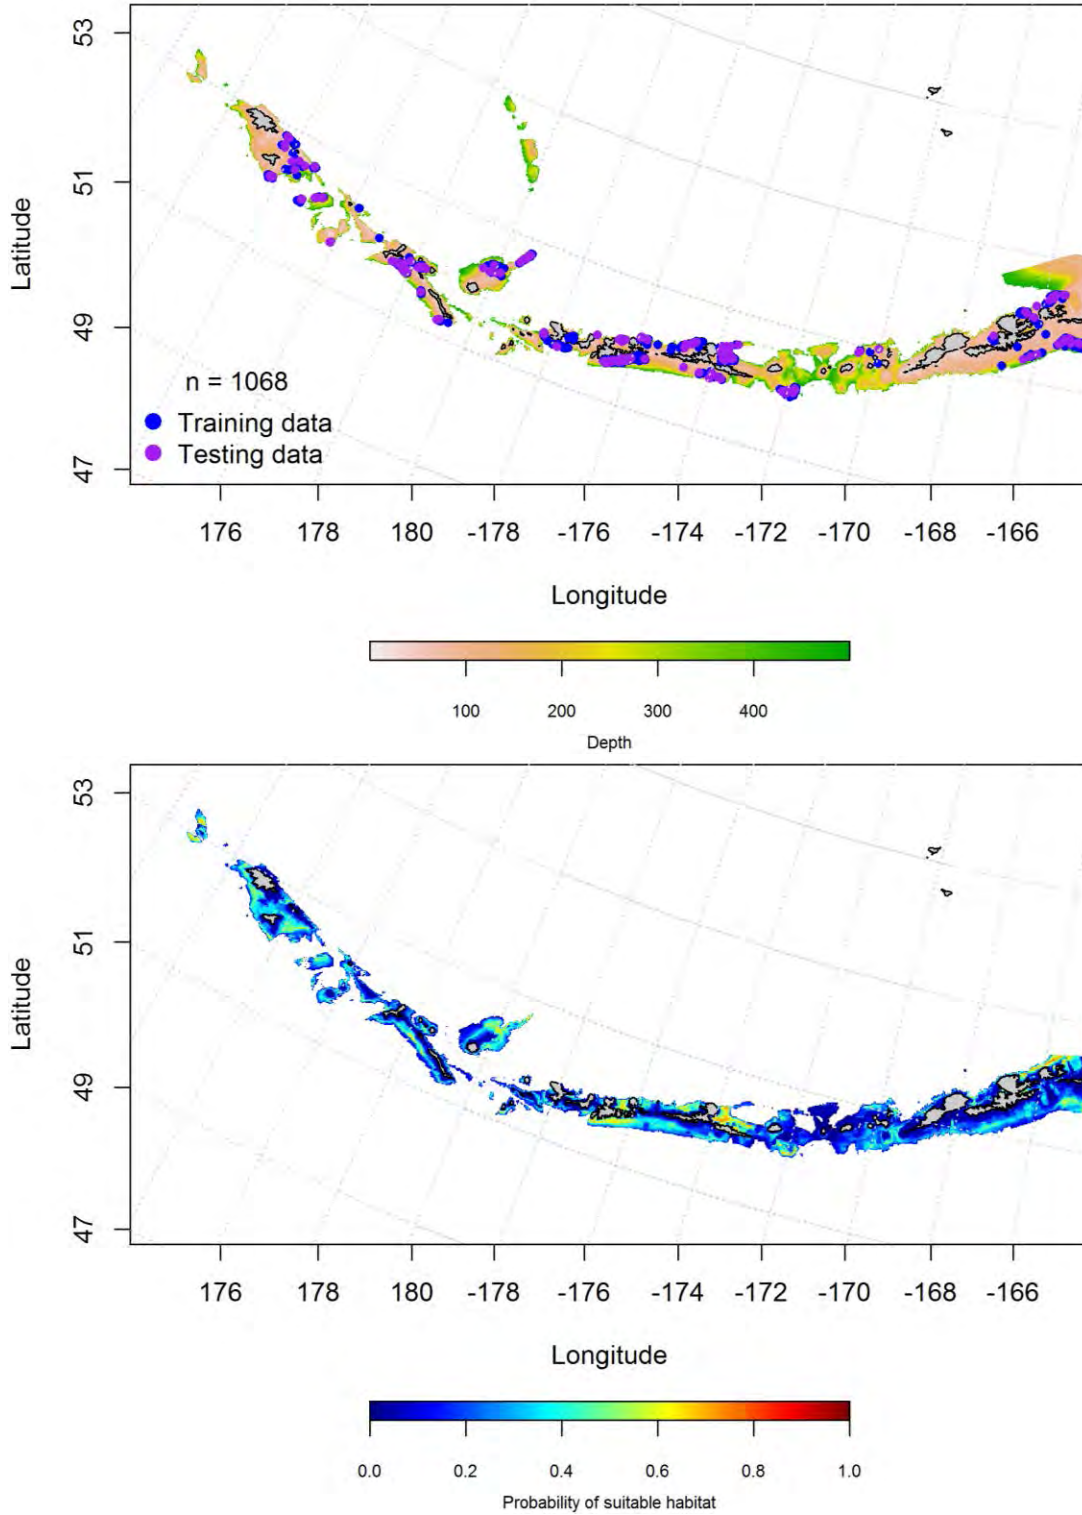 53
51
49
47
Latitude
n = 1068
Training data
Testing data
176 178 180 -178 -176 -174 -172 -170 -168 -166
Longitude
100 200 300 400
Depth
53
51
49
47
Latitude
176 178 180 -178 -176 -174 -172 -170 -168 -166
Longitude
0.0 0.2 0.4 0.6 0.8 1.0
Probability of suitable habitat